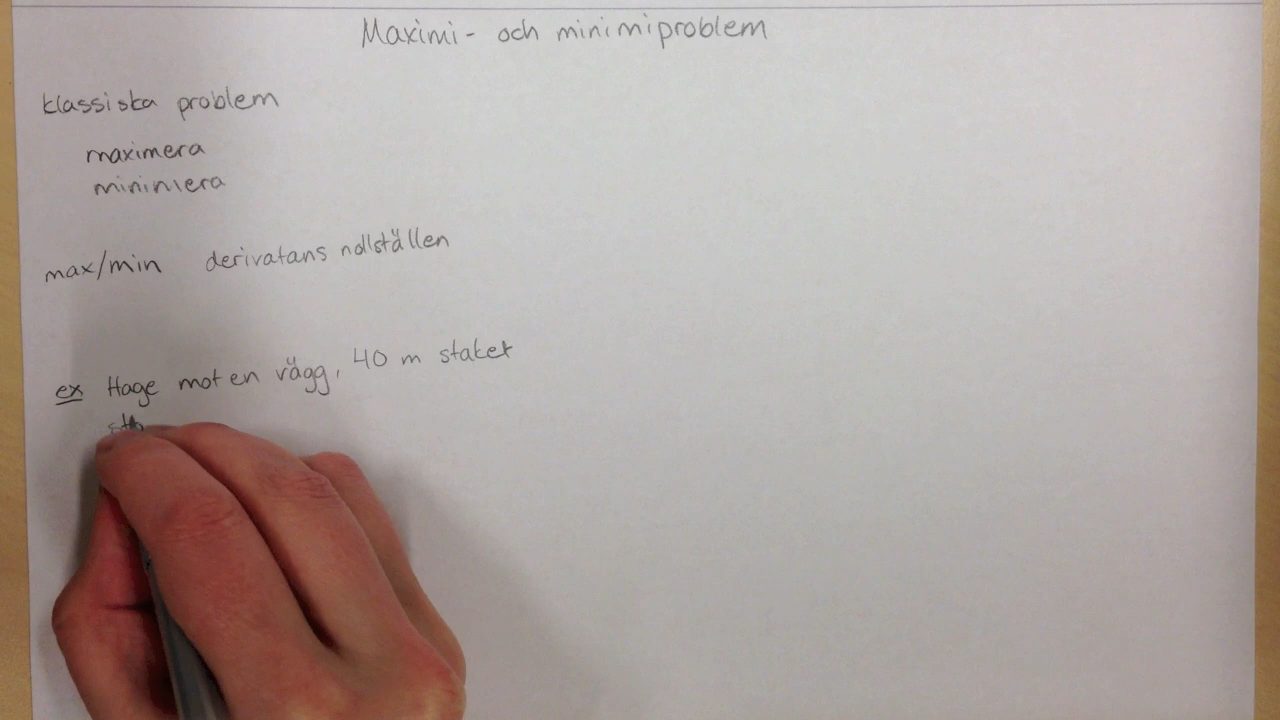 Maximi- och minimiproblem
klassiska problem
maximera
minimera
max/min derivatans nollställen
ex Hage mot en vägg, 40 m staket